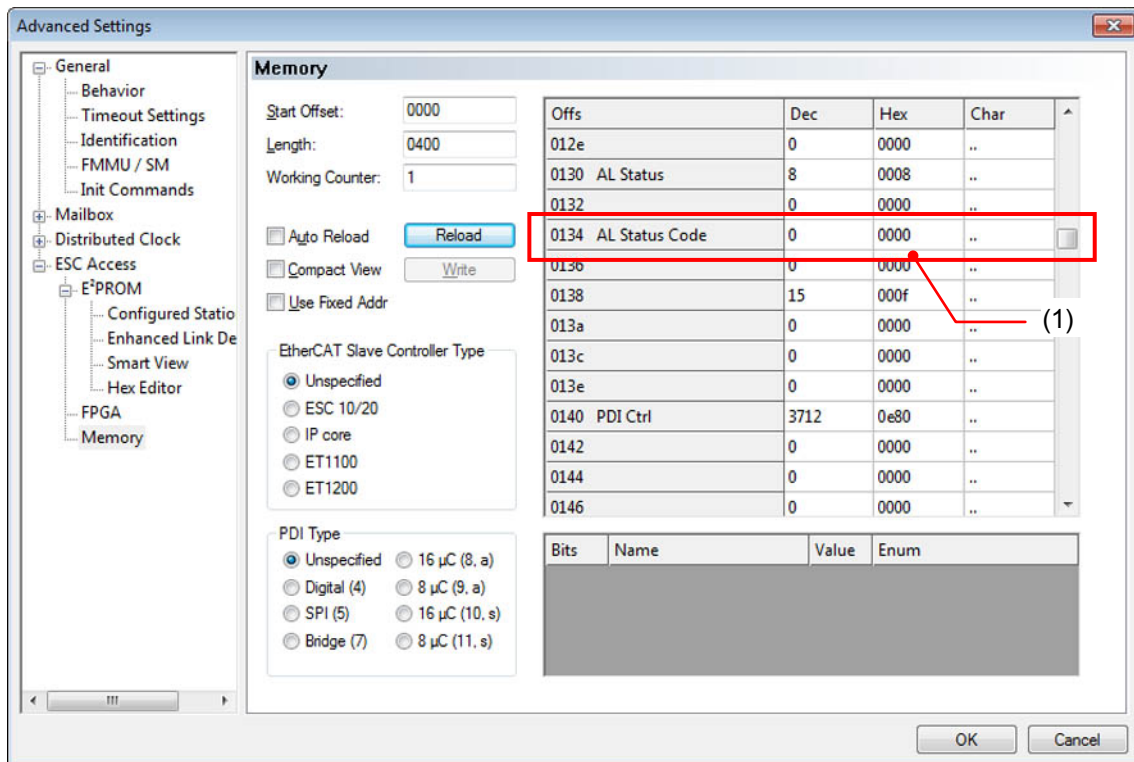 Advanced Settings
General
Behavior
Timeout Settings
Identification
FMMU / SM
Init Commands
Mailbox
Distributed Clock
ESC Access
E²PROM
Configured Statio
Enhanced Link De
Smart View
Hex Editor
FPGA
Memory
Memory
Start Offset: 0000
Length: 0400
Working Counter: 1
Auto Reload Reload
Compact View Write
Use Fixed Addr
EtherCAT Slave Controller Type
Unspecified
ESC 10/20
IP core
ET1100
ET1200
PDI Type
Unspecified 16 µC (8, a)
Digital (4) 8 µC (9, a)
SPI (5) 16 µC (10, s)
Bridge (7) 8 µC (11, s)
Offs Dec Hex Char
012e 0 0000 ..
0130 AL Status 8 0008 ..
0132 0 0000 ..
0134 AL Status Code 0 0000 ..
0136 0 0000 ..
0138 15 000f ..
(1)
013a 0 0000 ..
013c 0 0000 ..
013e 0 0000 ..
0140 PDI Ctrl 3712 0e80 ..
0142 0 0000 ..
0144 0 0000 ..
0146 0 0000 ..
Bits Name Value Enum
OK Cancel